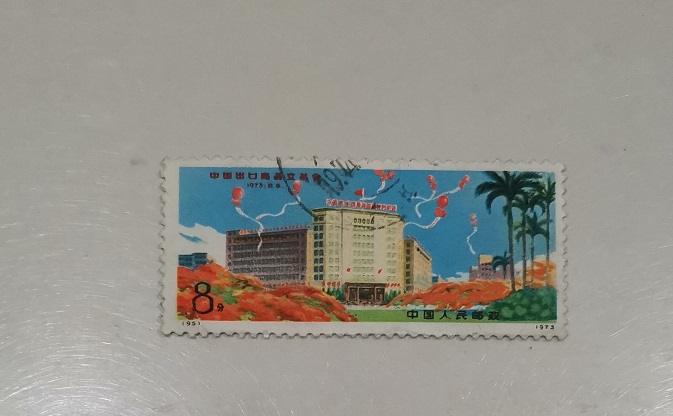 中国出口商品交易会
1973.秋季
8分
中国人民邮政
(95)
1973